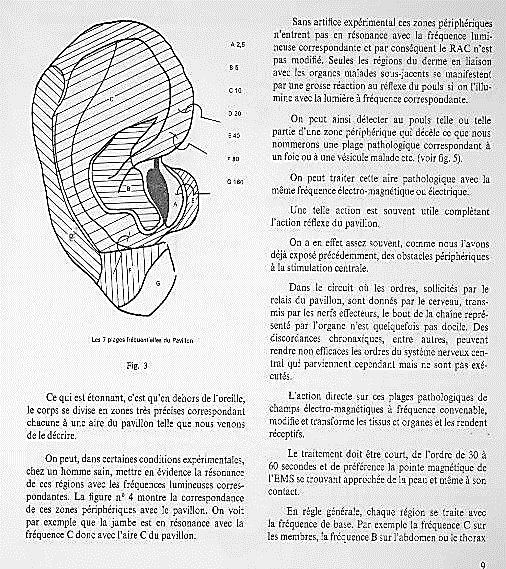 A 2,5
B 5
C 10
D 20
E 40
F 80
G 160
C
B
A
E
D
F
G
Les 7 plages fréquentielles du Pavillon
Fig. 3
Ce qui est étonnant, c'est qu'en dehors de l'oreille,
le corps se divise en zones très précises correspondant
chacune à une aire du pavillon telle que nous venons
de le décrire.
On peut, dans certaines conditions expérimentales,
chez un homme sain, mettre en évidence la résonance
de ces régions avec les fréquences lumineuses corres-
pondantes. La figure n° 4 montre la correspondance
de ces zones périphériques avec le pavillon. On voit
par exemple que la jambe est en résonance avec la
fréquence C donc avec l'aire C du pavillon.
Sans artifice expérimental ces zones périphériques
n'entrent pas en résonance avec la fréquence lumi-
neuse correspondante et par conséquent le RAC n'est
pas modifié. Seules les régions du derme en liaison
avec les organes malades sous-jacents se manifestent
par une grosse réaction au réflexe du pouls si on l'illu-
mine avec la lumière à fréquence correspondante.
On peut ainsi détecter au pouls telle ou telle
partie d'une zone périphérique qui décèle ce que nous
nommerons une plage pathologique correspondant à
un foie ou à une vésicule malade etc. (voir fig. 5).
On peut traiter cette aire pathologique avec la
même fréquence électro-magnétique ou électrique.
Une telle action est souvent utile complétant
l'action réflexe du pavillon.
On a en effet assez souvent, comme nous l'avons
déjà exposé précédemment, des obstacles périphériques
à la stimulation centrale.
Dans le circuit où les ordres, sollicités par le
relais du pavillon, sont donnés par le cerveau, trans-
mis par les nerfs effecteurs, le bout de la chaîne repré-
senté par l'organe n'est quelquefois pas docile. Des
discordances chronaxiques, entre autres, peuvent
rendre non efficaces les ordres du système nerveux cen-
tral qui parviennent cependant mais ne sont pas exé-
cutés.
L'action directe sur ces plages pathologiques de
champs électro-magnétiques à fréquence convenable,
modifie et transforme les tissus et organes et les rendent
réceptifs.
Le traitement doit être court, de l'ordre de 30 à
60 secondes et de préférence la pointe magnétique de
l'EMS se trouvant approchée de la peau et même à son
contact.
En règle générale, chaque région se traite avec
la fréquence de base. Par exemple la fréquence C sur
les membres, la fréquence B sur l'abdomen ou le thorax
9